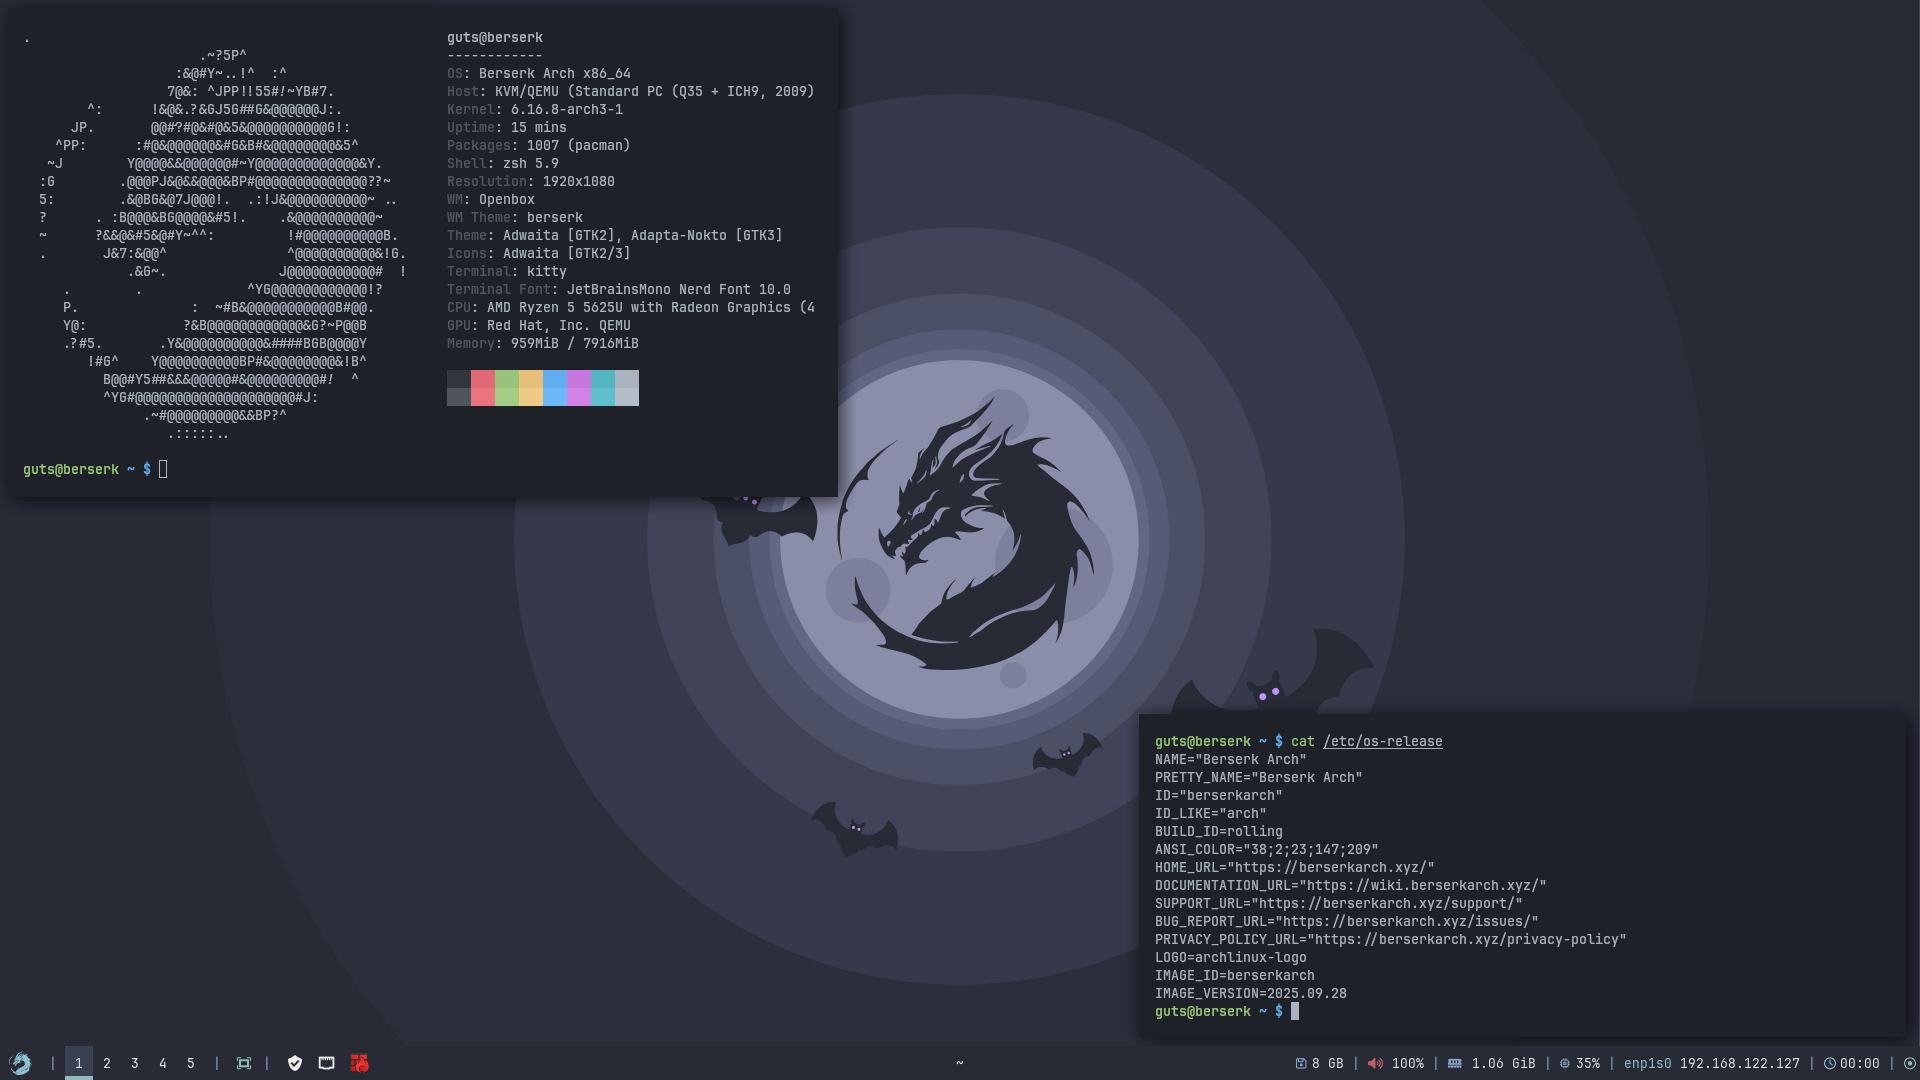 guts@berserk
------------
OS: Berserk Arch x86_64
Host: KVM/QEMU (Standard PC (Q35 + ICH9, 2009)
Kernel: 6.16.8-arch3-1
Uptime: 15 mins
Packages: 1007 (pacman)
Shell: zsh 5.9
Resolution: 1920x1080
WM: Openbox
WM Theme: berserk
Theme: Adwaita [GTK2], Adapta-Nokto [GTK3]
Icons: Adwaita [GTK2/3]
Terminal: kitty
Terminal Font: JetBrainsMono Nerd Font 10.0
CPU: AMD Ryzen 5 5625U with Radeon Graphics (4
GPU: Red Hat, Inc. QEMU
Memory: 959MiB / 7916MiB
guts@berserk ~ $
guts@berserk ~ $ cat /etc/os-release
NAME="Berserk Arch"
PRETTY_NAME="Berserk Arch"
ID="berserkarch"
ID_LIKE="arch"
BUILD_ID=rolling
ANSI_COLOR="38;2;23;147;209"
HOME_URL="https://berserkarch.xyz/"
DOCUMENTATION_URL="https://wiki.berserkarch.xyz/"
SUPPORT_URL="https://berserkarch.xyz/support/"
BUG_REPORT_URL="https://berserkarch.xyz/issues/"
PRIVACY_POLICY_URL="https://berserkarch.xyz/privacy-policy"
LOGO=archlinux-logo
IMAGE_ID=berserkarch
IMAGE_VERSION=2025.09.28
guts@berserk ~ $
| 1 2 3 4 5 | | ~ 8 GB | 100% | 1.06 GiB | 35% | enp1s0 192.168.122.127 | 00:00 |